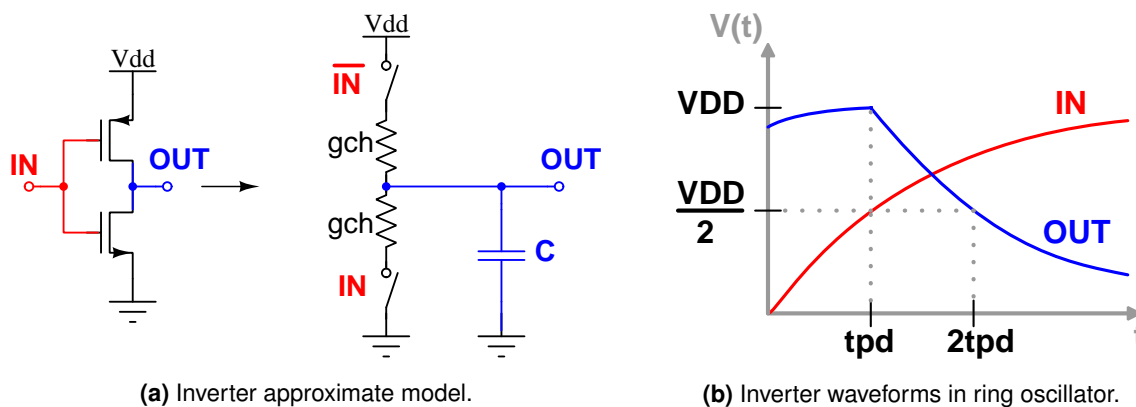 Vdd
IN
OUT
Vdd
IN
gch
OUT
gch
C
IN
(a) Inverter approximate model.
V(t)
VDD
IN
VDD
2
OUT
tpd
2tpd
t
(b) Inverter waveforms in ring oscillator.